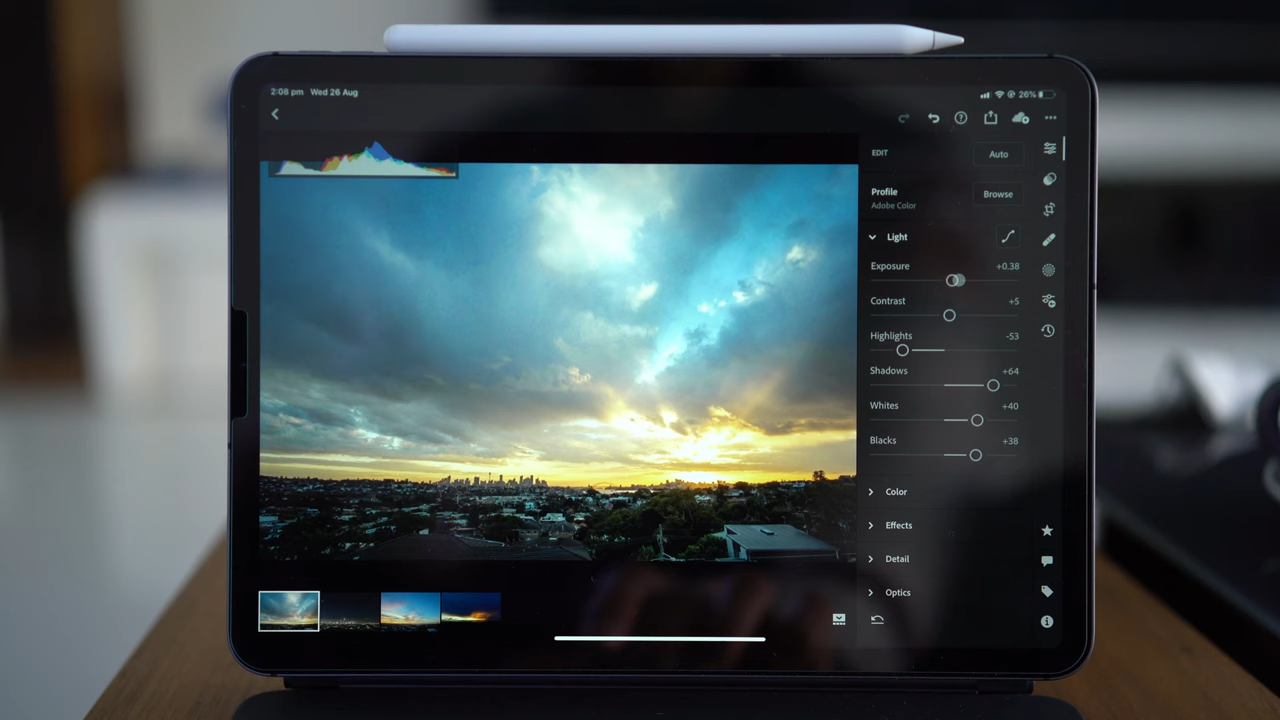 2:08 pm Wed 26 Aug
26%
EDIT
Auto
Profile
Adobe Color
Browse
Light
Exposure +0.38
Contrast +5
Highlights -53
Shadows +64
Whites +40
Blacks +38
Color
Effects
Detail
Optics